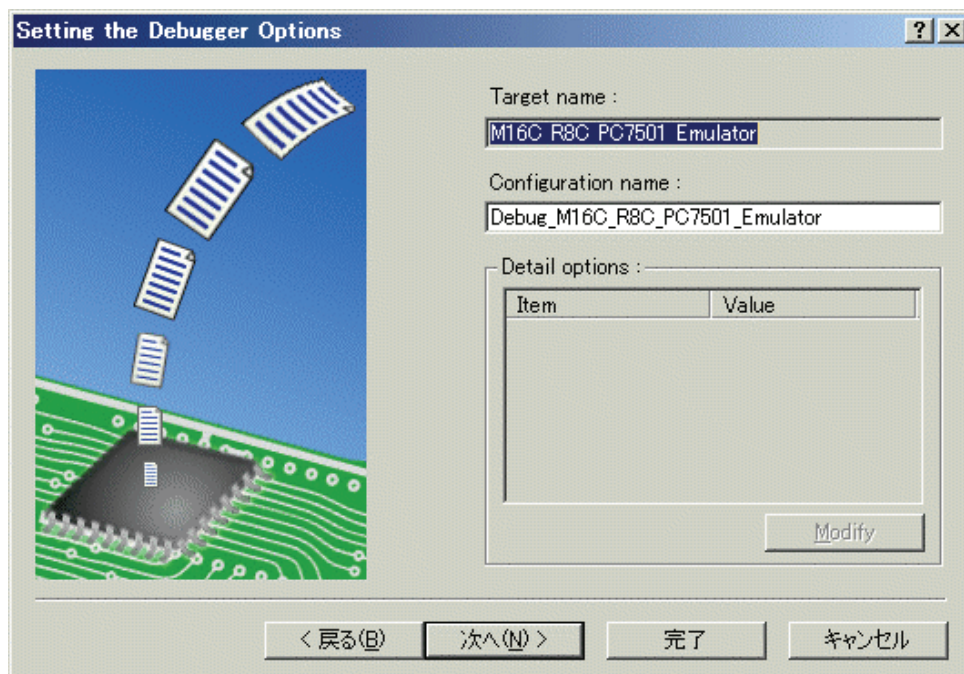 Setting the Debugger Options
Target name :
M16C R8C PC7501 Emulator
Configuration name :
Debug_M16C_R8C_PC7501_Emulator
Detail options :
Item Value
Modify
< 戻る(B) 次へ(N) > 完了 キャンセル